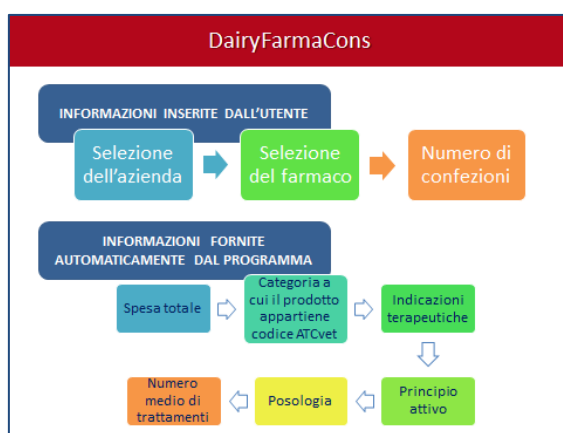 DairyFarmaCons
INFORMAZIONI INSERITE DALL'UTENTE
Selezione
dell'azienda
Selezione
del farmaco
Numero di
confezioni
INFORMAZIONI FORNITE
AUTOMATICAMENTE DAL PROGRAMMA
Spesa totale
Categoria a
cui il prodotto
appartiene
codice ATCvet
Indicazioni
terapeutiche
Principio
attivo
Posologia
Numero
medio di
trattamenti